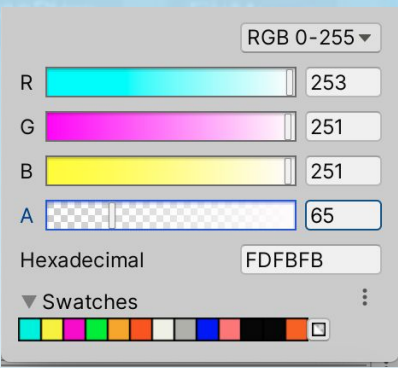 RGB 0-255
R 253
G 251
B 251
A 65
Hexadecimal FDFBFB
Swatches